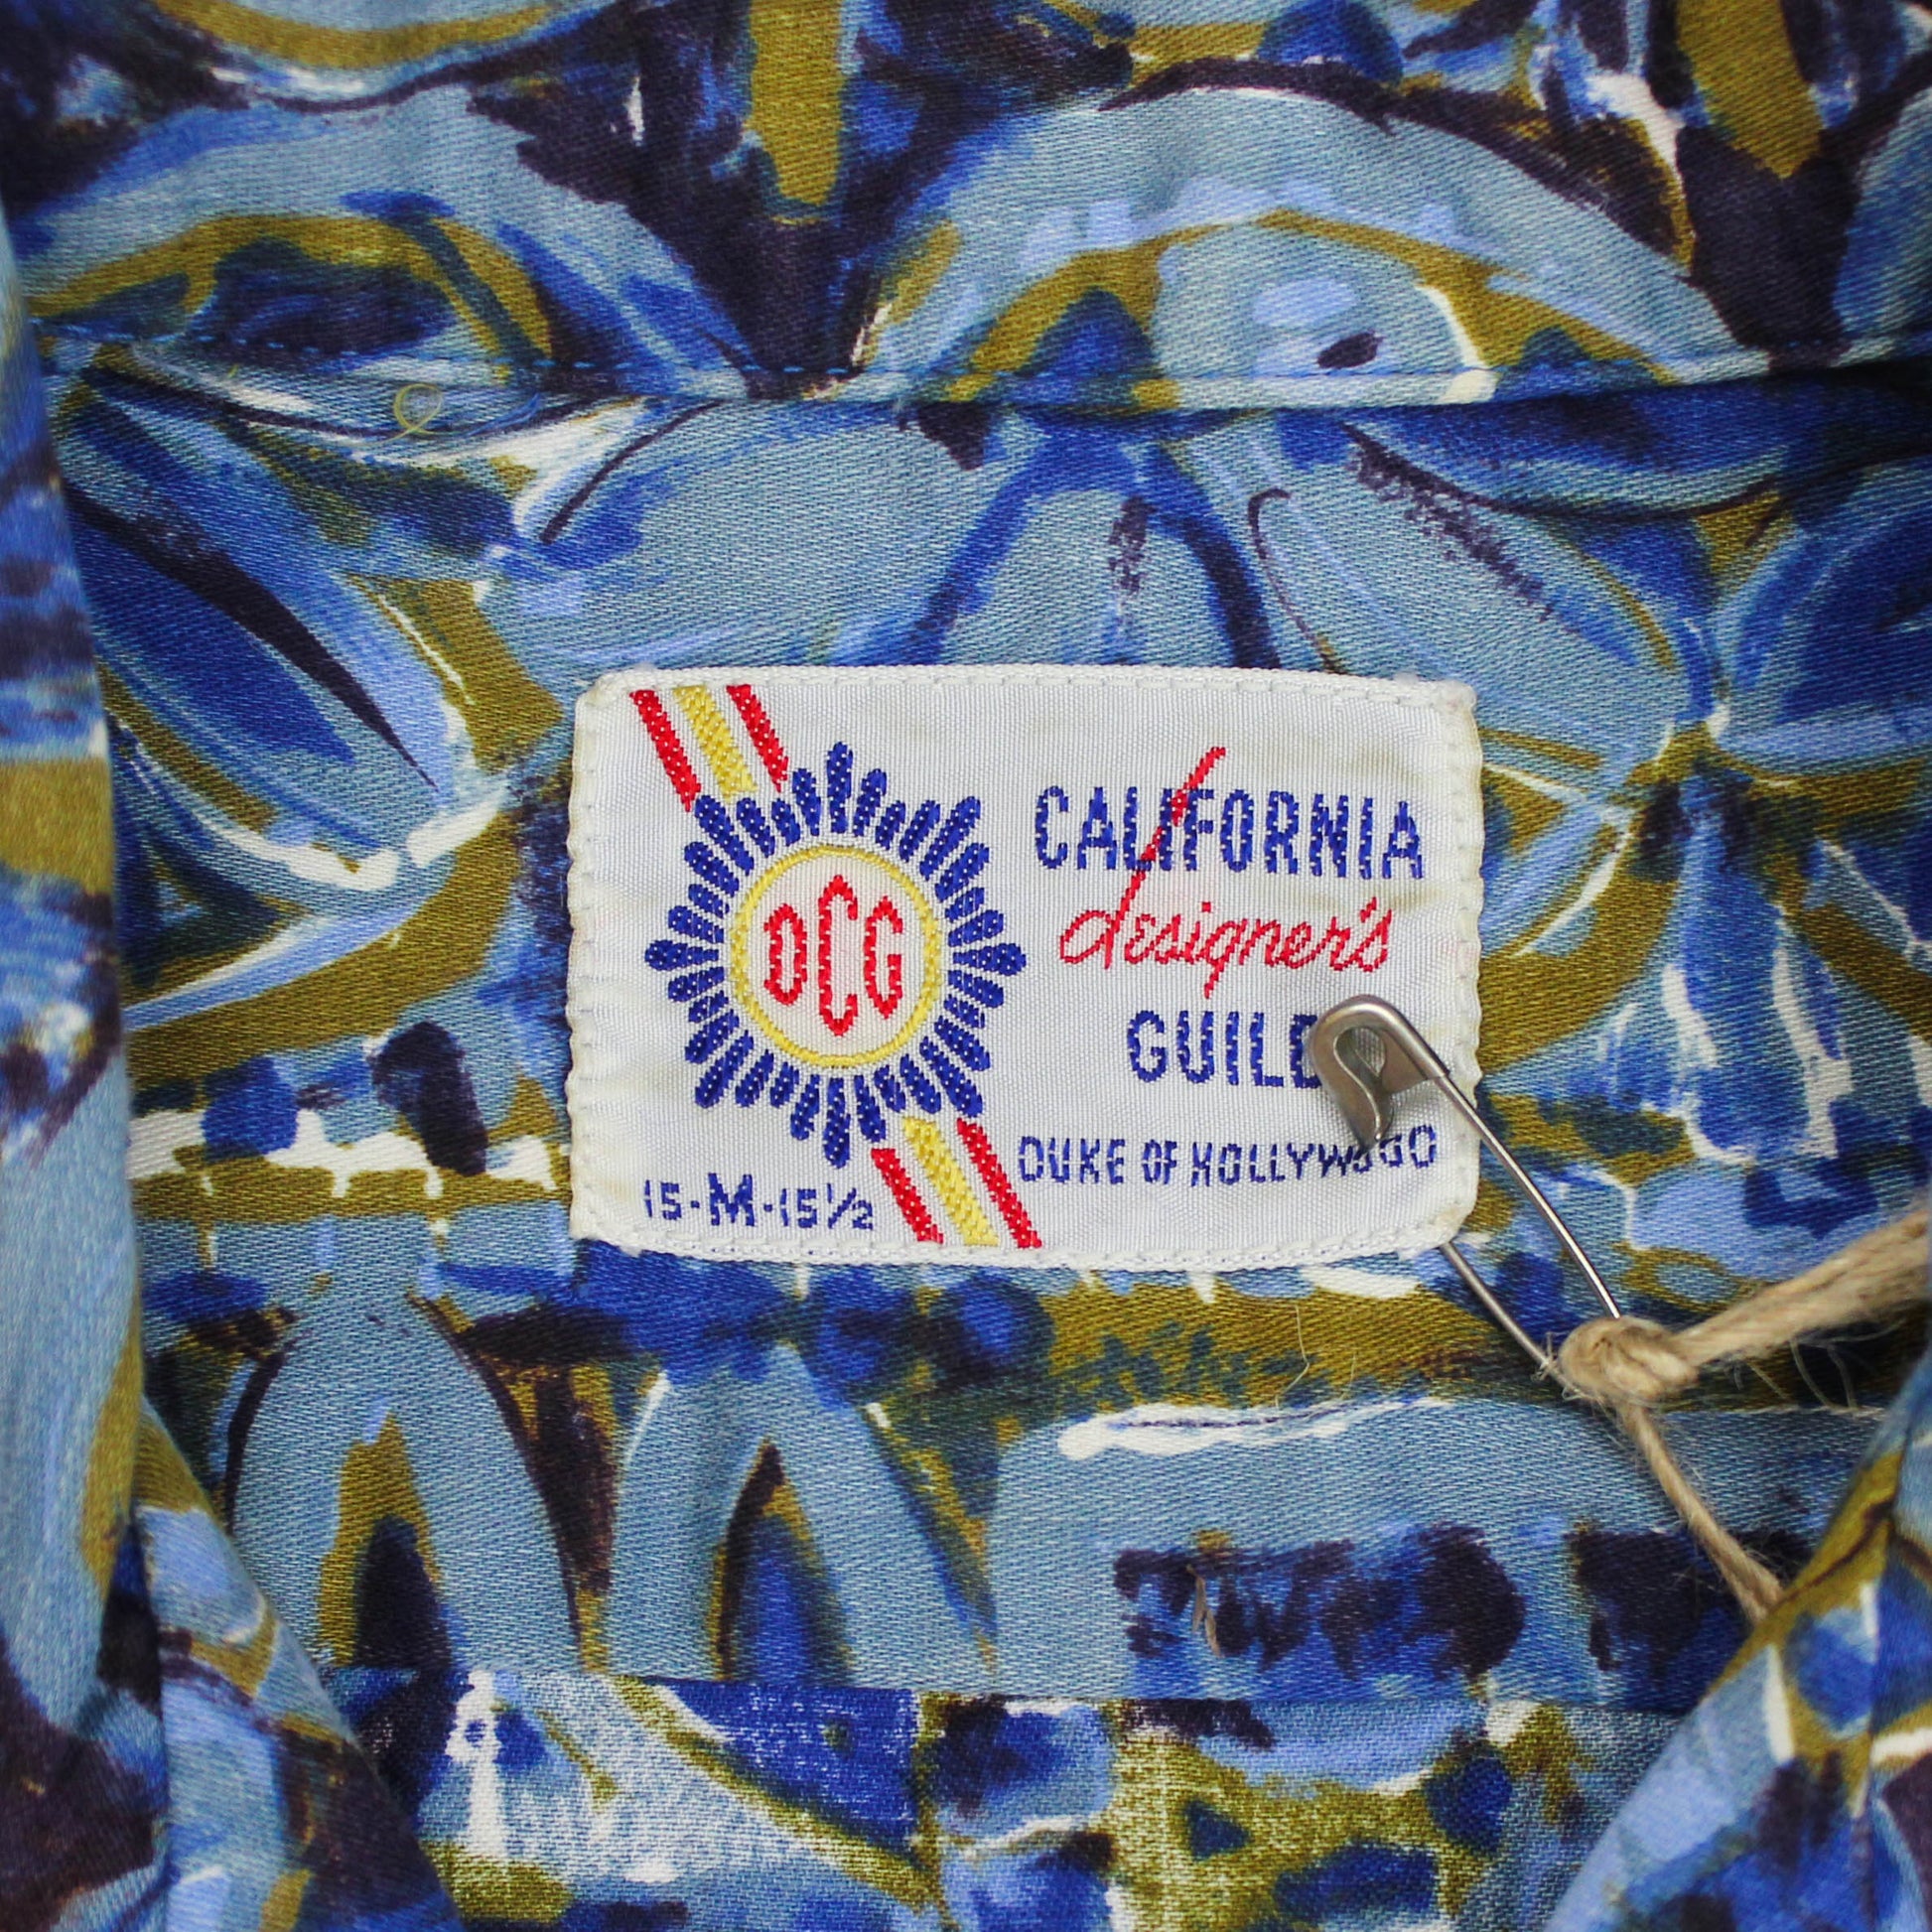 DCG
CALIFORNIA
designer's
GUILD
DUKE OF HOLLYWOOD
15-M-15½